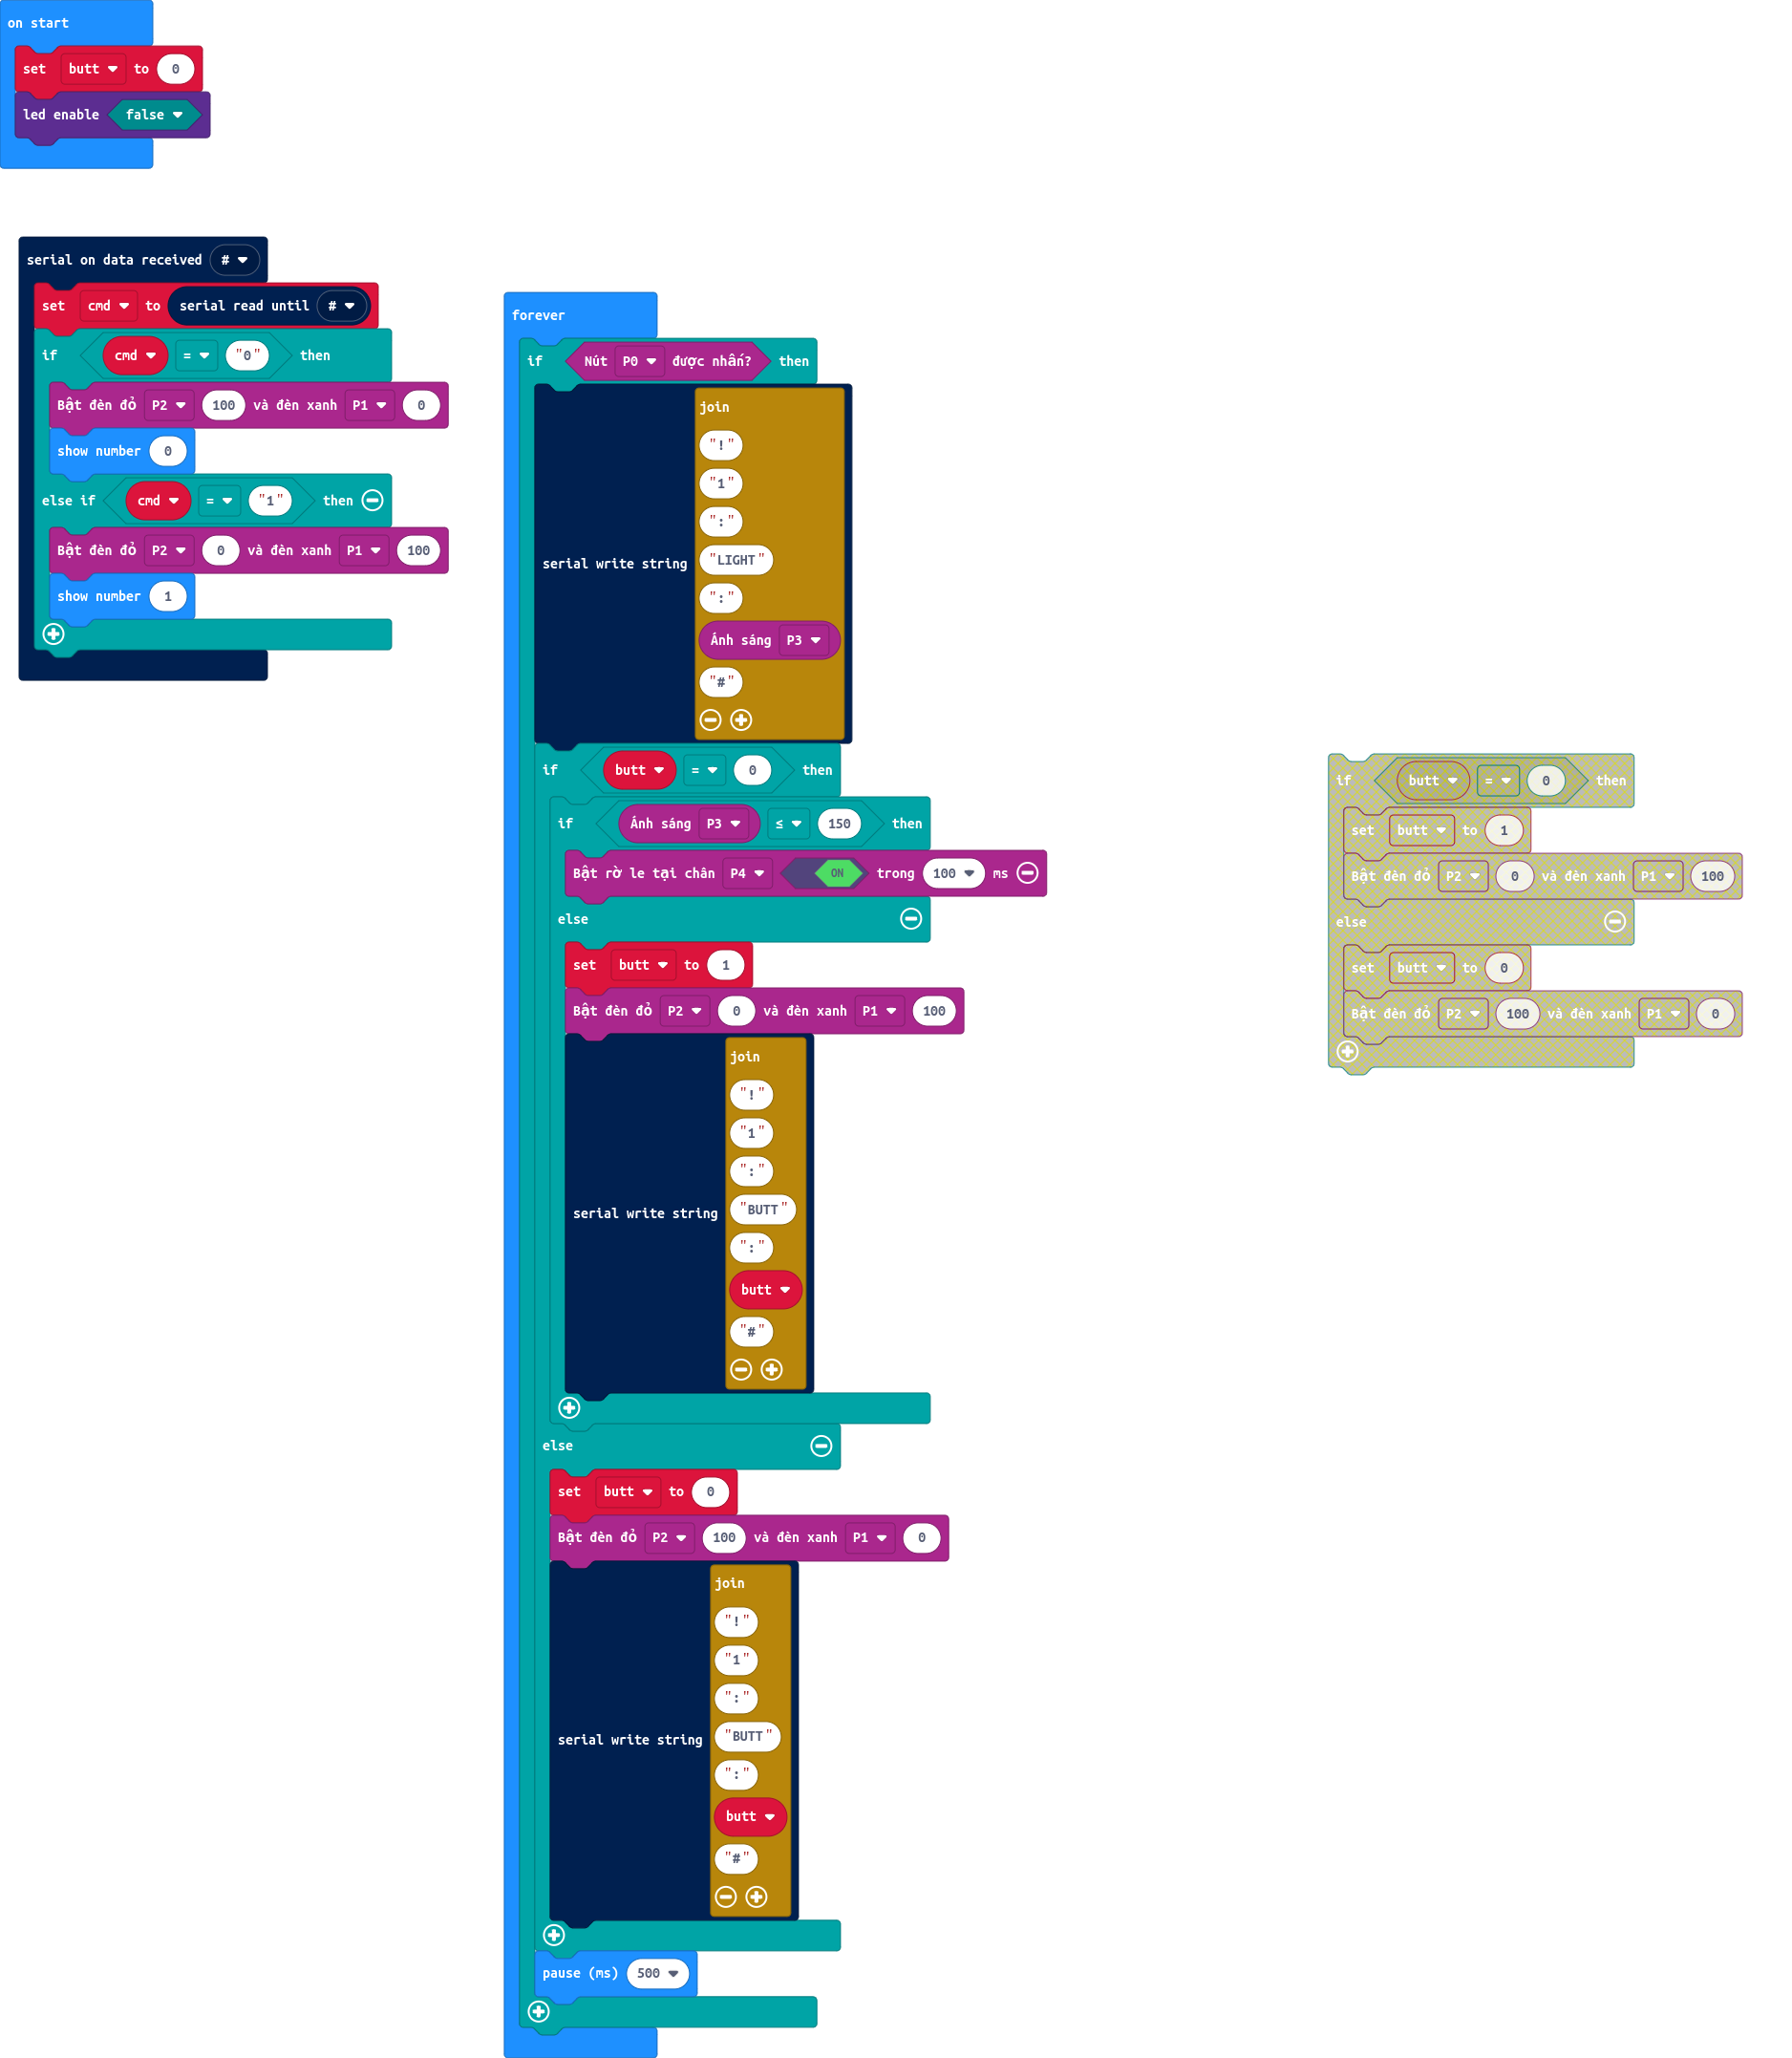 on start
set butt to 0
led enable false
serial on data received #
set cmd to serial read until #
if cmd = "0" then
Bật đèn đỏ P2 100 và đèn xanh P1 0
show number 0
else if cmd = "1" then
Bật đèn đỏ P2 0 và đèn xanh P1 100
show number 1
forever
if Nút P0 được nhấn? then
serial write string
join
"!"
"1"
":"
"LIGHT"
":"
Ánh sáng P3
"#"
if butt = 0 then
if Ánh sáng P3 ≤ 150 then
Bật rờ le tại chân P4 ON trong 100 ms
else
set butt to 1
Bật đèn đỏ P2 0 và đèn xanh P1 100
serial write string
join
"!"
"1"
":"
"BUTT"
":"
butt
"#"
else
set butt to 0
Bật đèn đỏ P2 100 và đèn xanh P1 0
serial write string
join
"!"
"1"
":"
"BUTT"
":"
butt
"#"
pause (ms) 500
if butt = 0 then
set butt to 1
Bật đèn đỏ P2 0 và đèn xanh P1 100
else
set butt to 0
Bật đèn đỏ P2 100 và đèn xanh P1 0